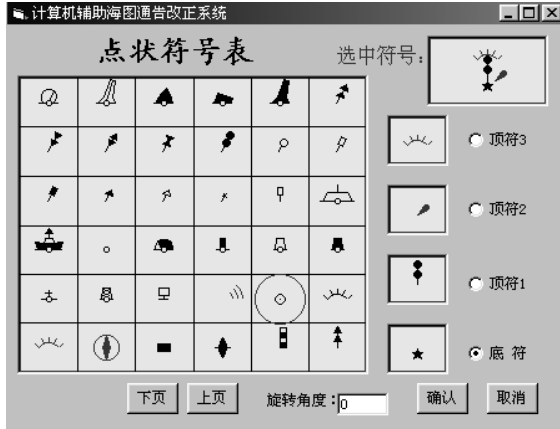 计算机辅助海图通告改正系统
点状符号表
选中符号:
顶符3
顶符2
顶符1
底 符
下页
上页
旋转角度:0
确认
取消